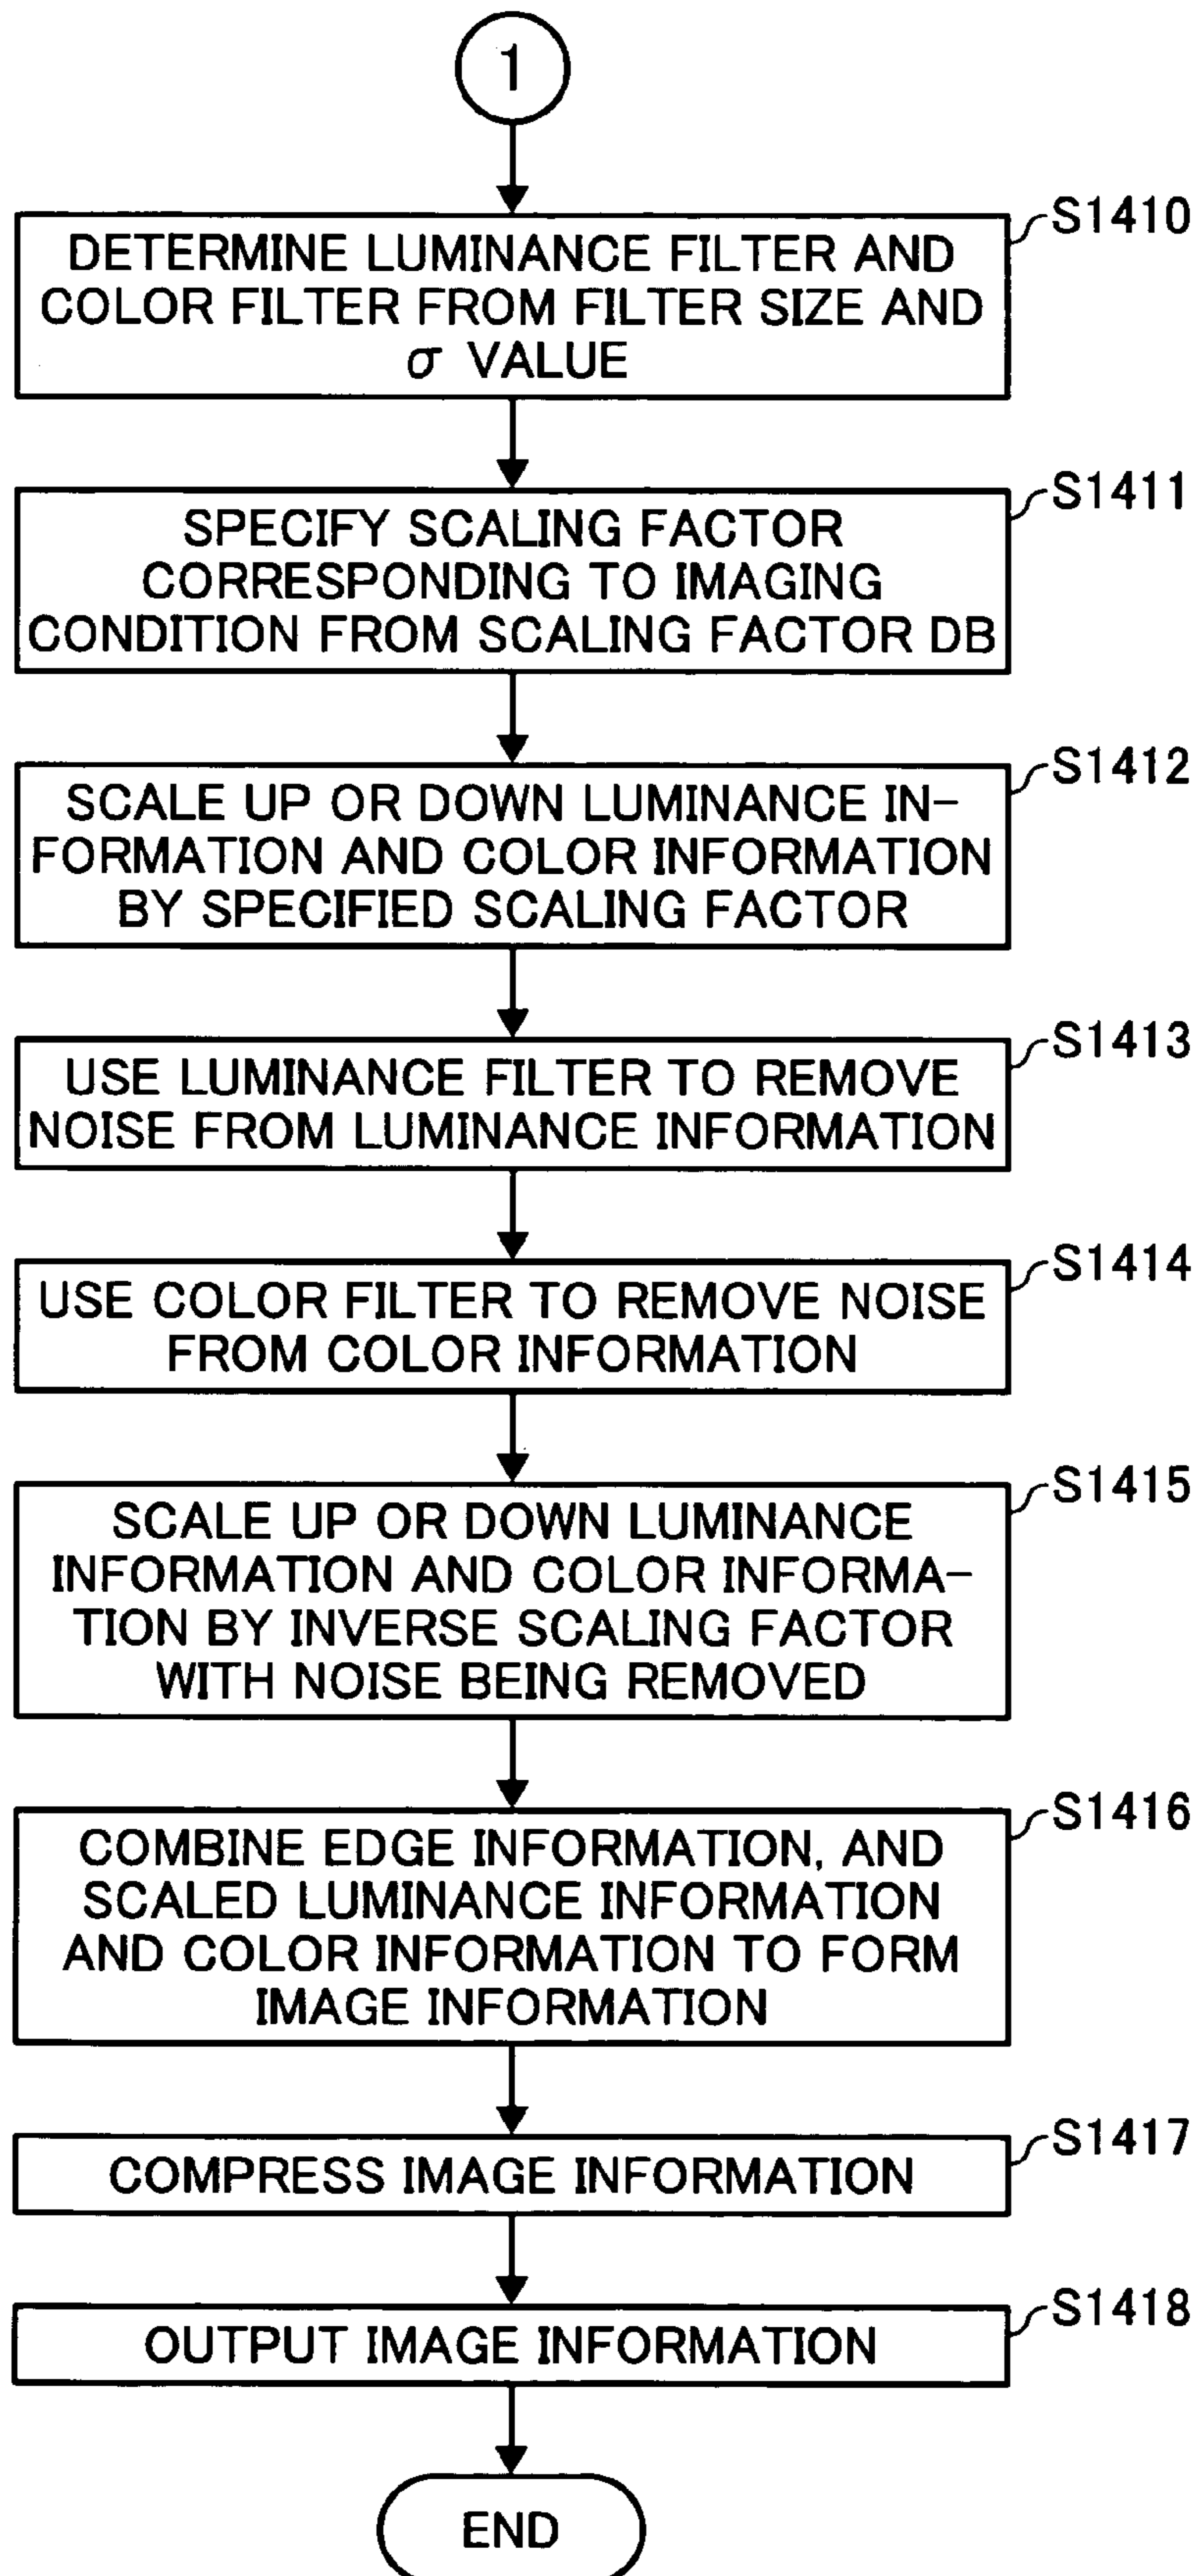 1
S1410
DETERMINE LUMINANCE FILTER AND
COLOR FILTER FROM FILTER SIZE AND
σ VALUE
S1411
SPECIFY SCALING FACTOR
CORRESPONDING TO IMAGING
CONDITION FROM SCALING FACTOR DB
S1412
SCALE UP OR DOWN LUMINANCE IN-
FORMATION AND COLOR INFORMATION
BY SPECIFIED SCALING FACTOR
S1413
USE LUMINANCE FILTER TO REMOVE
NOISE FROM LUMINANCE INFORMATION
S1414
USE COLOR FILTER TO REMOVE NOISE
FROM COLOR INFORMATION
S1415
SCALE UP OR DOWN LUMINANCE
INFORMATION AND COLOR INFORMA-
TION BY INVERSE SCALING FACTOR
WITH NOISE BEING REMOVED
S1416
COMBINE EDGE INFORMATION, AND
SCALED LUMINANCE INFORMATION
AND COLOR INFORMATION TO FORM
IMAGE INFORMATION
S1417
COMPRESS IMAGE INFORMATION
S1418
OUTPUT IMAGE INFORMATION
END